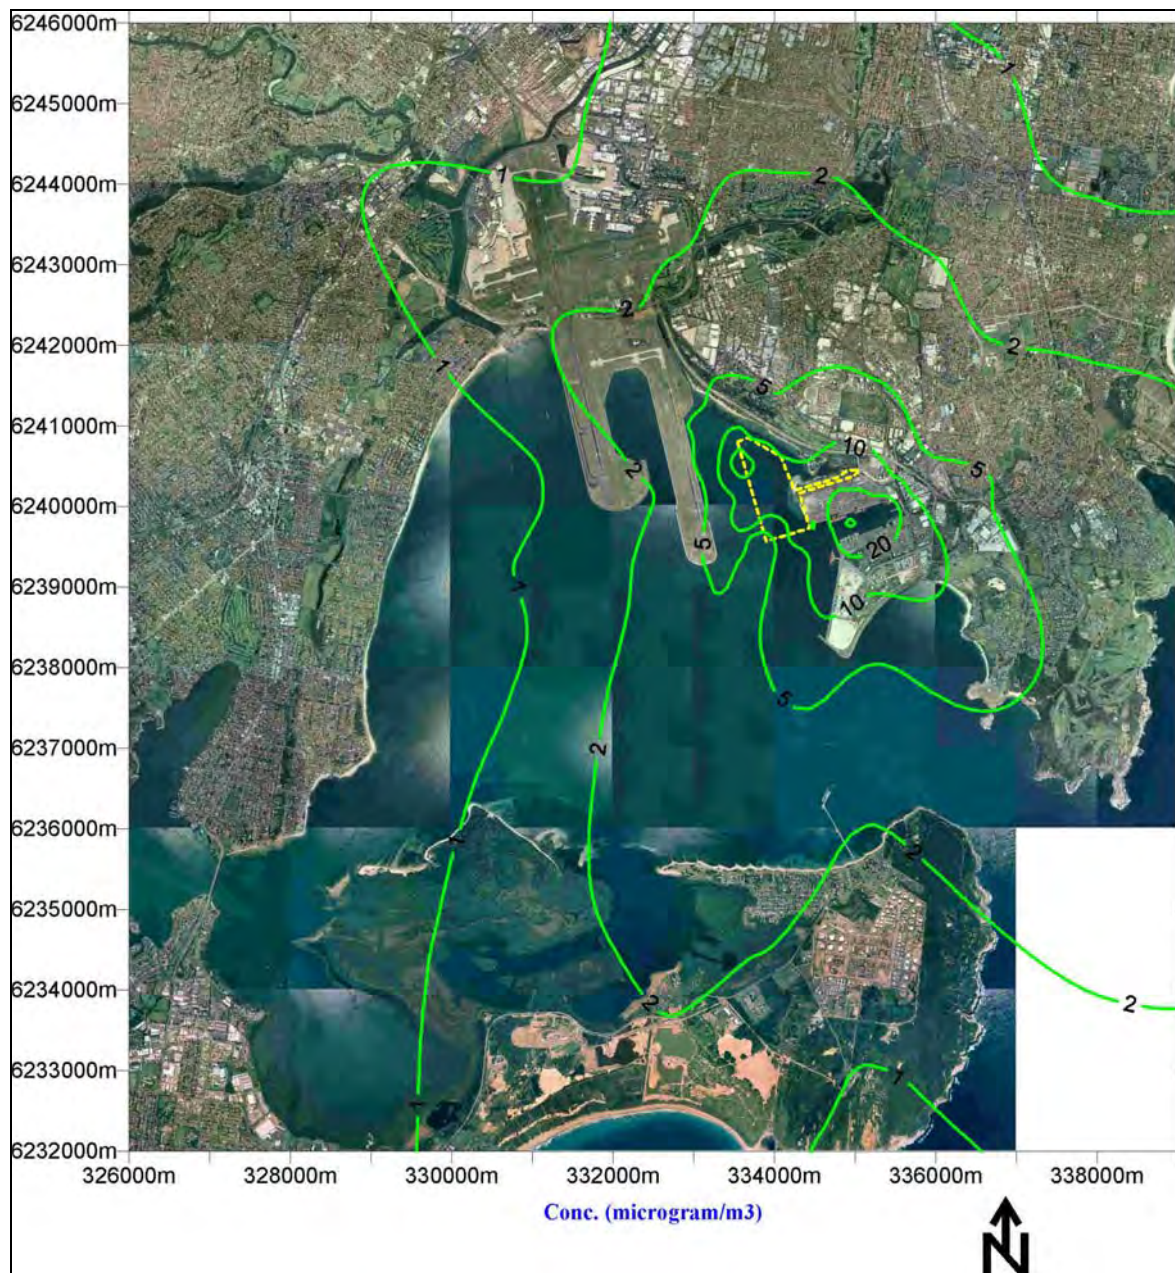 6246000m
1
6245000m
6244000m
1
2
6243000m
2
6242000m
2
1
5
6241000m
10
2
5
6240000m
5
20
6239000m
1
10
6238000m
5
6237000m
2
6236000m
1
2
6235000m
6234000m
2
2
6233000m
1
1
6232000m
326000m 328000m 330000m 332000m 334000m 336000m 338000m
Conc. (microgram/m3)
N